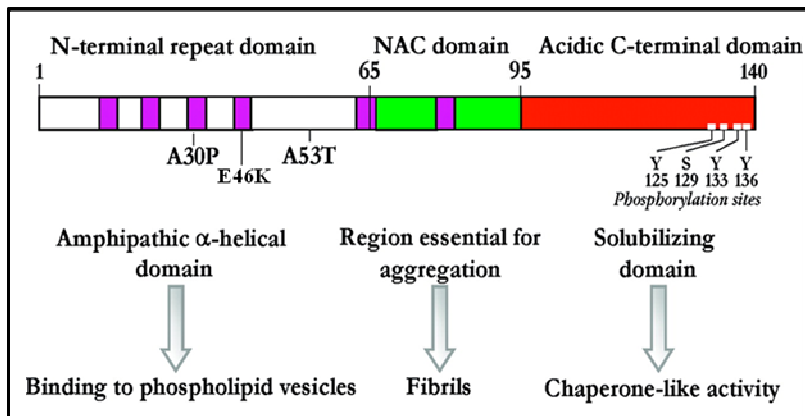 N-terminal repeat domain NAC domain Acidic C-terminal domain
1 65 95 140
A30P
E46K
A53T
Y S Y Y
125 129 133 136
Phosphorylation sites
Amphipathic α-helical
domain
Region essential for
aggregation
Solubilizing
domain
Binding to phospholipid vesicles
Fibrils
Chaperone-like activity